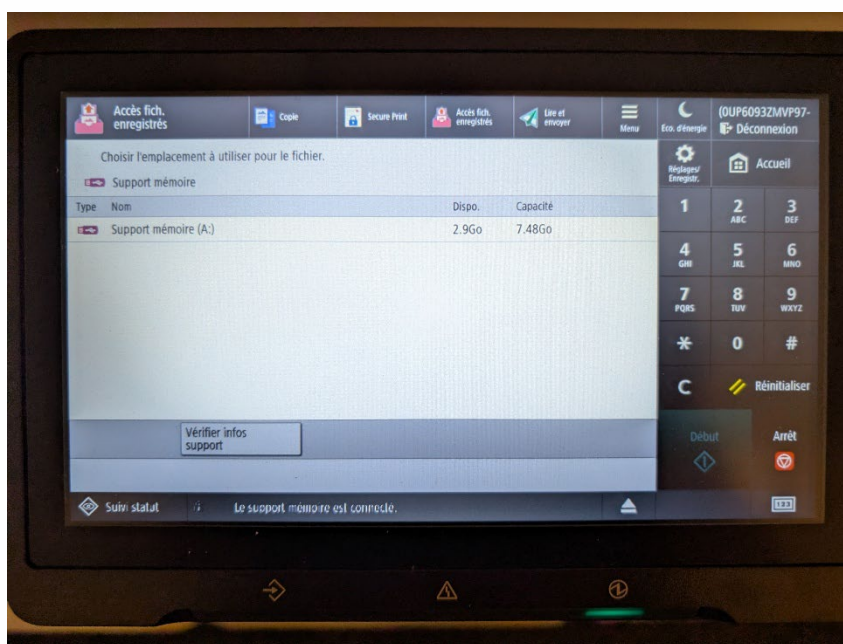 Accès fich.
enregistrés
Copie
Secure Print
Accès fich.
enregistrés
Lire et
envoyer
Menu
Eco. d'énergie
(0UP6093ZMVP97-
Déconnexion
Choisir l'emplacement à utiliser pour le fichier.
Support mémoire
Réglages/
Enregistr.
Accueil
Type Nom Dispo. Capacité
Support mémoire (A:) 2.9Go 7.48Go
1 2 3
ABC DEF
4 5 6
GHI JKL MNO
7 8 9
PQRS TUV WXYZ
* 0 #
C Réinitialiser
Vérifier infos
support
Début Arrêt
Suivi statut Le support mémoire est connecté.
123